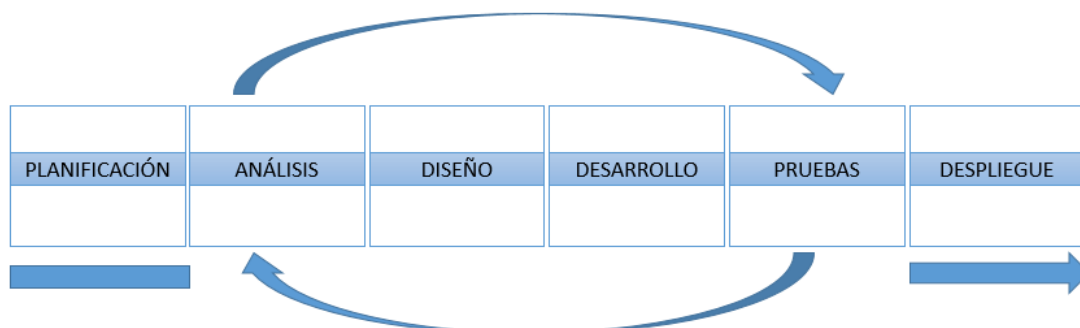 PLANIFICACIÓN
ANÁLISIS
DISEÑO
DESARROLLO
PRUEBAS
DESPLIEGUE